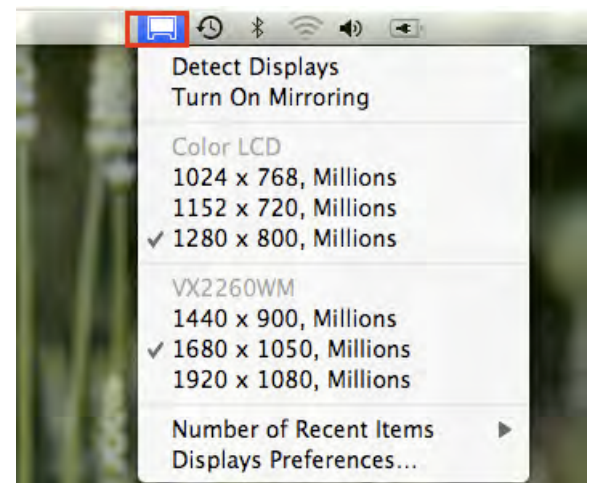 Detect Displays
Turn On Mirroring
Color LCD
1024 x 768, Millions
1152 x 720, Millions
1280 x 800, Millions
VX2260WM
1440 x 900, Millions
1680 x 1050, Millions
1920 x 1080, Millions
Number of Recent Items
Displays Preferences...